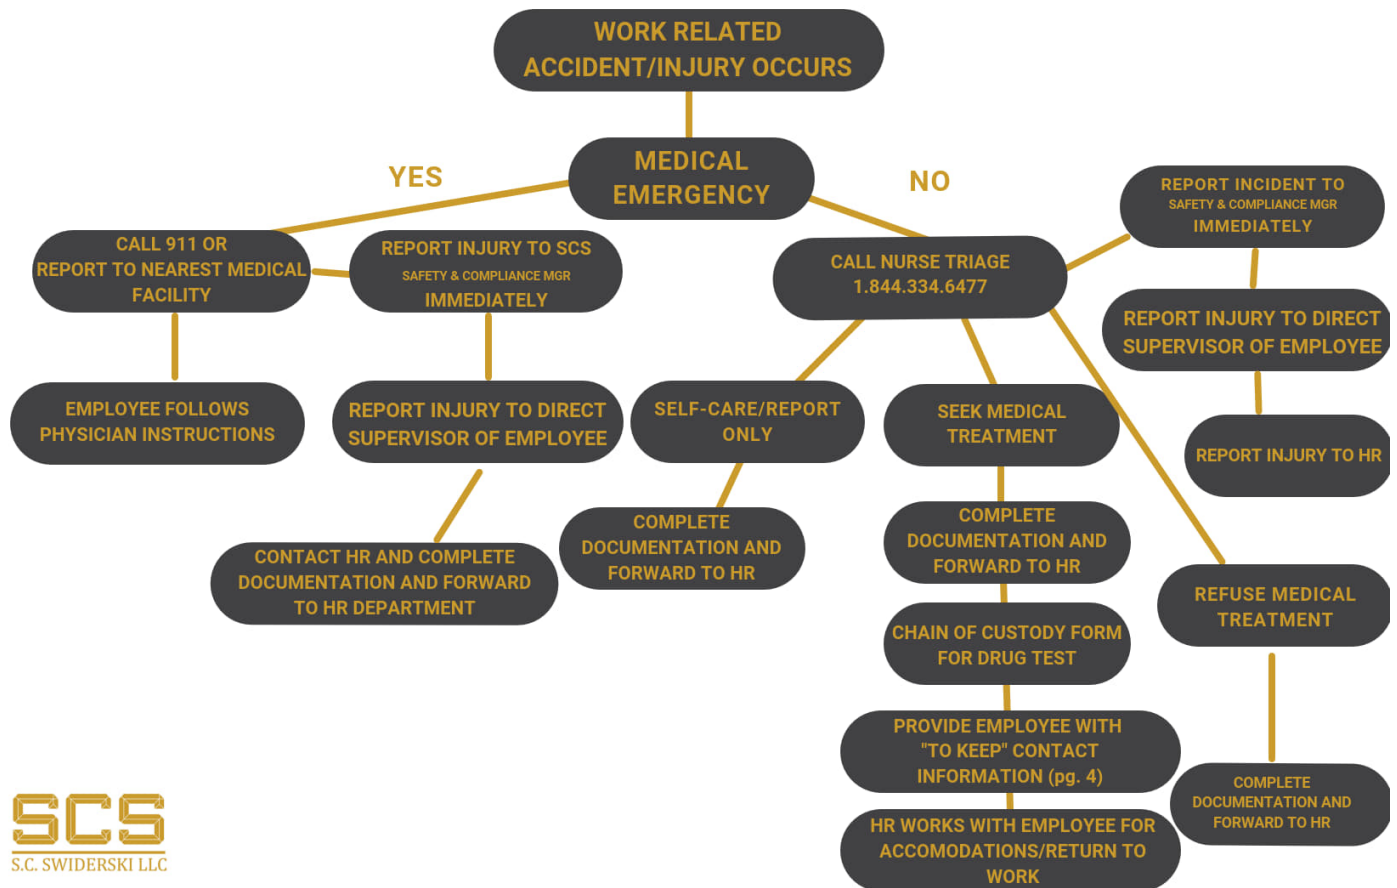 WORK RELATED
ACCIDENT/INJURY OCCURS
MEDICAL
EMERGENCY
YES
NO
CALL 911 OR
REPORT TO NEAREST MEDICAL
FACILITY
REPORT INJURY TO SCS
SAFETY & COMPLIANCE MGR
IMMEDIATELY
CALL NURSE TRIAGE
1.844.334.6477
REPORT INCIDENT TO
SAFETY & COMPLIANCE MGR
IMMEDIATELY
REPORT INJURY TO DIRECT
SUPERVISOR OF EMPLOYEE
REPORT INJURY TO HR
EMPLOYEE FOLLOWS
PHYSICIAN INSTRUCTIONS
REPORT INJURY TO DIRECT
SUPERVISOR OF EMPLOYEE
CONTACT HR AND COMPLETE
DOCUMENTATION AND FORWARD
TO HR DEPARTMENT
SELF-CARE/REPORT
ONLY
COMPLETE
DOCUMENTATION AND
FORWARD TO HR
SEEK MEDICAL
TREATMENT
COMPLETE
DOCUMENTATION AND
FORWARD TO HR
CHAIN OF CUSTODY FORM
FOR DRUG TEST
PROVIDE EMPLOYEE WITH
"TO KEEP" CONTACT
INFORMATION (pg. 4)
HR WORKS WITH EMPLOYEE FOR
ACCOMODATIONS/RETURN TO
WORK
REFUSE MEDICAL
TREATMENT
COMPLETE
DOCUMENTATION AND
FORWARD TO HR
SCS
S.C. SWIDERSKI LLC